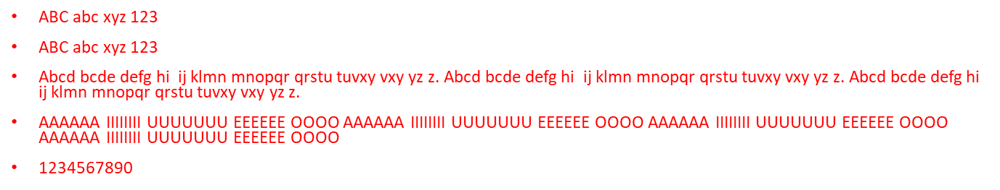 • ABC abc xyz 123
• ABC abc xyz 123
• Abcd bcde defg hi  ij klmn mnopqr qrstu tuvxy vxy yz z. Abcd bcde defg hi  ij klmn mnopqr qrstu tuvxy vxy yz z. Abcd bcde defg hi
ij klmn mnopqr qrstu tuvxy vxy yz z.
• AAAAAA IIIIIIII UUUUUUU EEEEEE OOOO AAAAAA IIIIIIII UUUUUUU EEEEEE OOOO AAAAAA IIIIIIII UUUUUUU EEEEEE OOOO
AAAAAA IIIIIIII UUUUUUU EEEEEE OOOO
• 1234567890